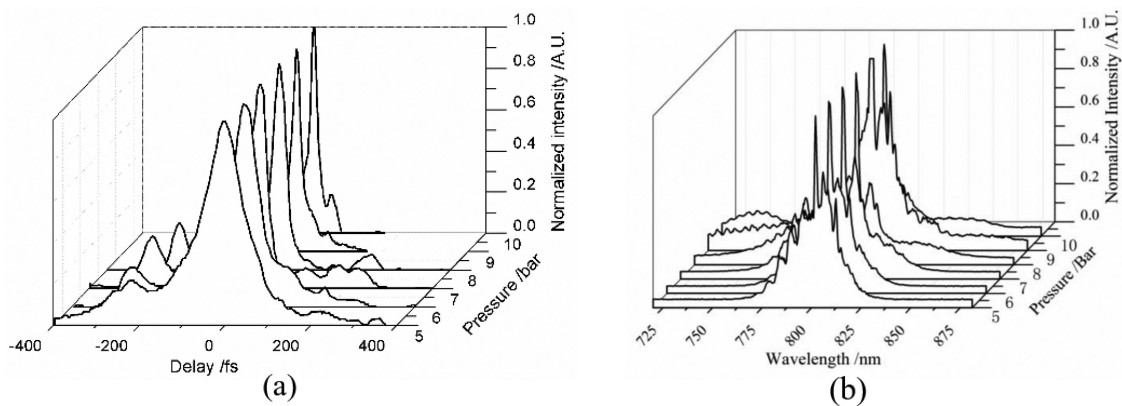 1.0
0.8
0.6
0.4
0.2
0.0
Normalized intensity /A.U.
10
9
8
7
6
5
Pressure /bar
-400 -200 0 200 400
Delay /fs
(a)
1.0
0.8
0.6
0.4
0.2
0.0
Normalized Intensity /A.U.
10
9
8
7
6
5
Pressure /Bar
725 750 775 800 825 850 875
Wavelength /nm
(b)